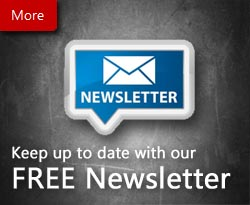 More
NEWSLETTER
Keep up to date with our
FREE Newsletter